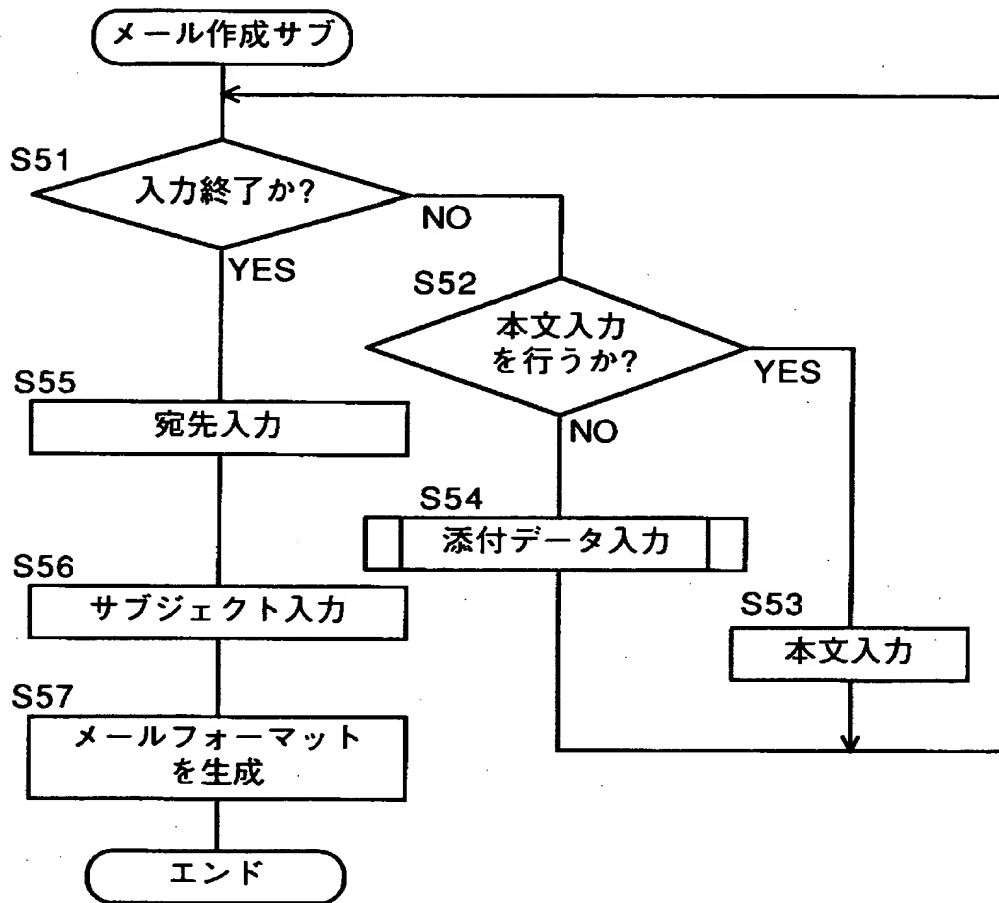 メール作成サブ
S51
入力終了か?
NO
YES
S52
本文入力
を行うか?
YES
NO
S55
宛先入力
S54
添付データ入力
S56
サブジェクト入力
S53
本文入力
S57
メールフォーマット
を生成
エンド